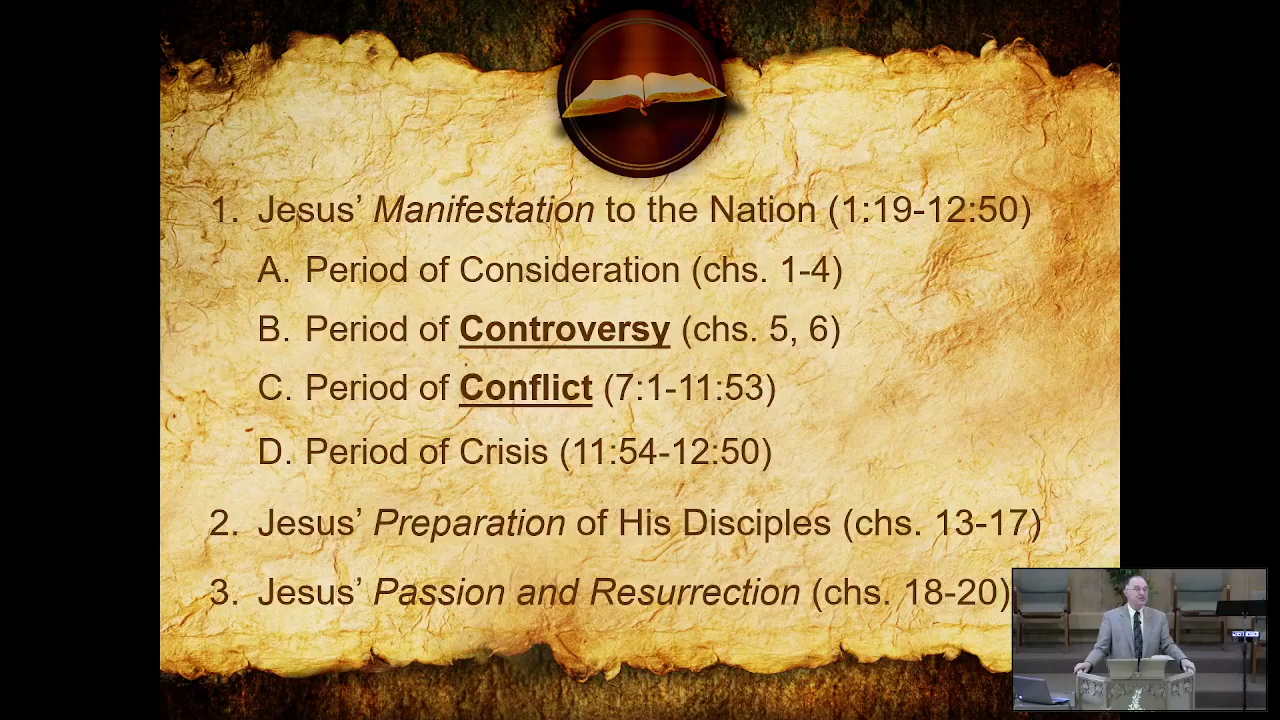 1. Jesus’ Manifestation to the Nation (1:19-12:50)
A. Period of Consideration (chs. 1-4)
B. Period of Controversy (chs. 5, 6)
C. Period of Conflict (7:1-11:53)
D. Period of Crisis (11:54-12:50)
2. Jesus’ Preparation of His Disciples (chs. 13-17)
3. Jesus’ Passion and Resurrection (chs. 18-20)